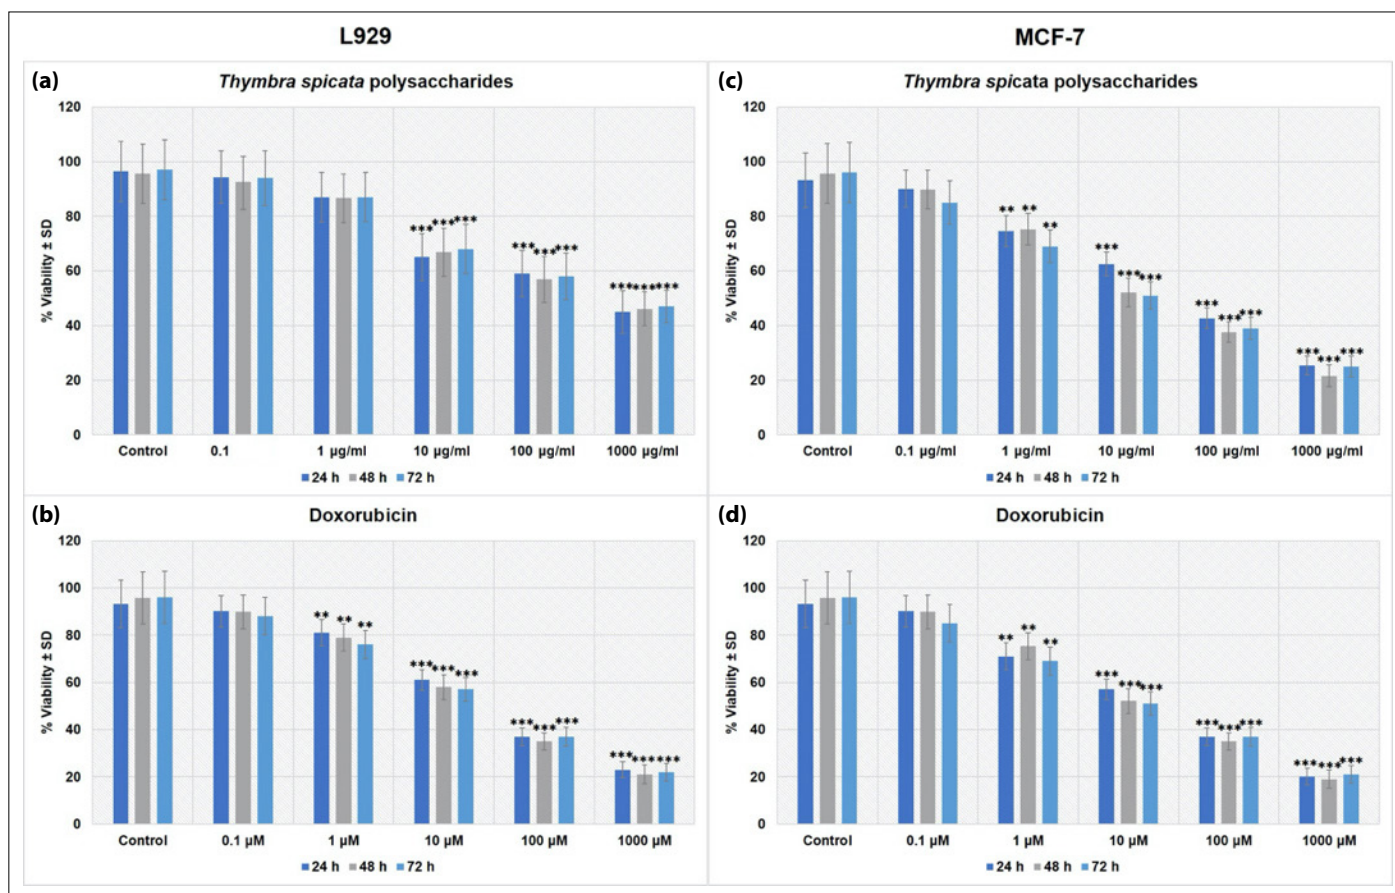 L929
MCF-7
(a)
Thymbra spicata polysaccharides
120
100
80
60
40
20
0
% Viability ± SD
***
***
***
***
***
***
***
***
***
Control
0.1
1 µg/ml
10 µg/ml
100 µg/ml
1000 µg/ml
24 h
48 h
72 h
(c)
Thymbra spicata polysaccharides
120
100
80
60
40
20
0
% Viability ± SD
**
**
**
***
***
***
***
***
***
***
***
***
Control
0.1 µg/ml
1 µg/ml
10 µg/ml
100 µg/ml
1000 µg/ml
24 h
48 h
72 h
(b)
Doxorubicin
120
100
80
60
40
20
0
% Viability ± SD
**
**
**
***
***
***
***
***
***
***
***
***
Control
0.1 µM
1 µM
10 µM
100 µM
1000 µM
24 h
48 h
72 h
(d)
Doxorubicin
120
100
80
60
40
20
0
% Viability ± SD
**
**
**
***
***
***
***
***
***
***
***
***
Control
0.1 µM
1 µM
10 µM
100 µM
1000 µM
24 h
48 h
72 h